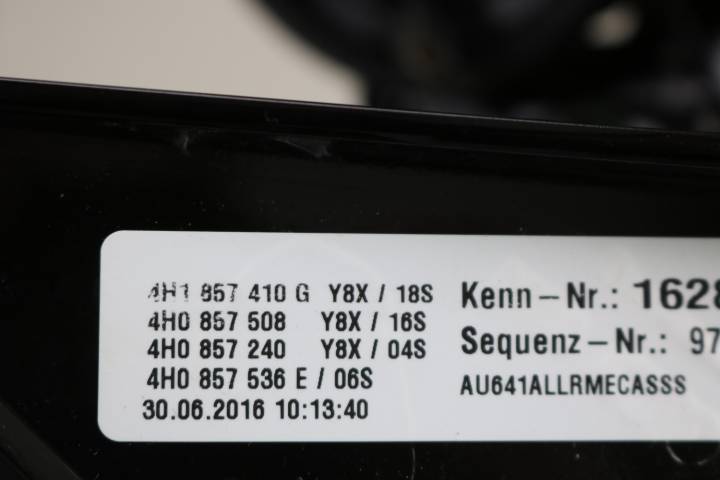 4H1 857 410 G Y8X / 18S
4H0 857 508 Y8X / 16S
4H0 857 240 Y8X / 04S
4H0 857 536 E / 06S
30.06.2016 10:13:40
Kenn-Nr.: 1628
Sequenz-Nr.: 97
AU641ALLRMECASSS